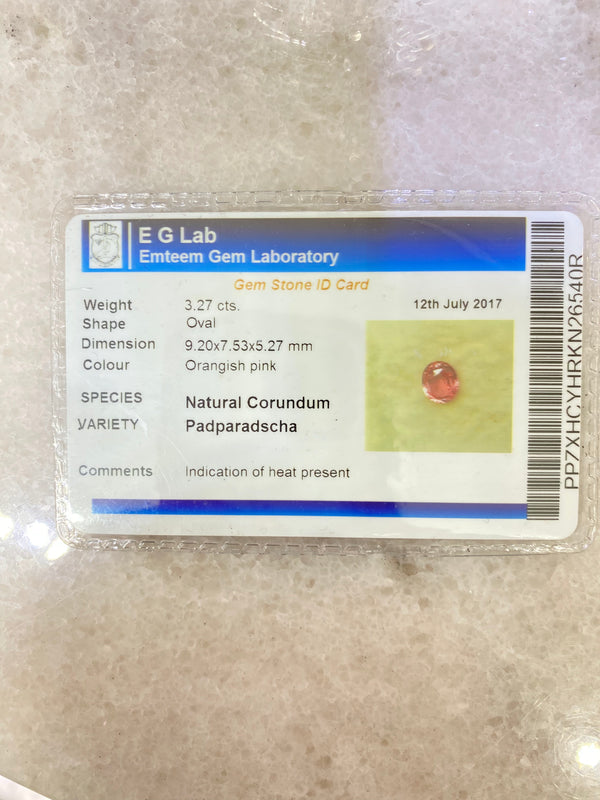 E G Lab
Emteem Gem Laboratory
Gem Stone ID Card
Weight 3.27 cts. 12th July 2017
Shape Oval
Dimension 9.20x7.53x5.27 mm
Colour Orangish pink
SPECIES Natural Corundum
VARIETY Padparadscha
Comments Indication of heat present
PP7XHCYHRKN26540R